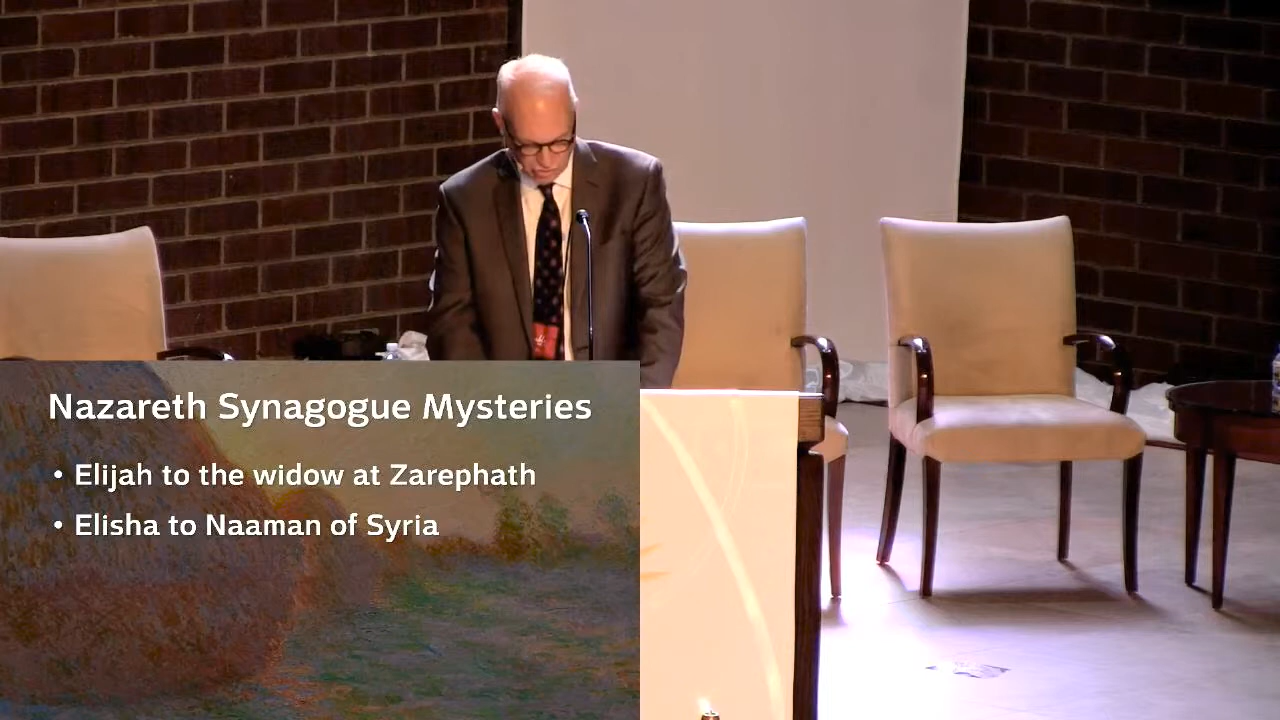 Nazareth Synagogue Mysteries
• Elijah to the widow at Zarephath
• Elisha to Naaman of Syria